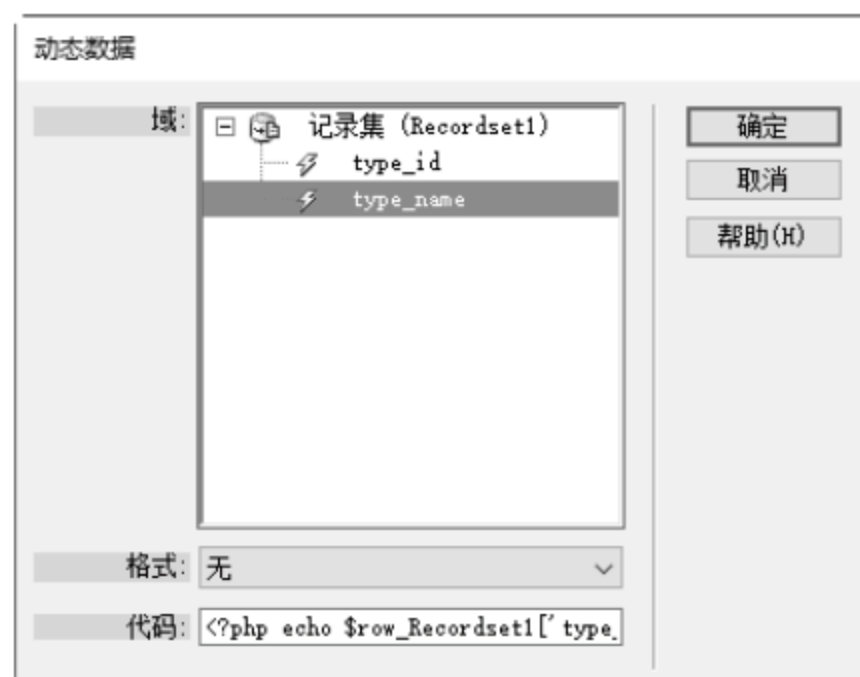 动态数据
域:
记录集 (Recordset1)
type_id
type_name
确定
取消
帮助(H)
格式: 无
代码: <?php echo $row_Recordset1['type_